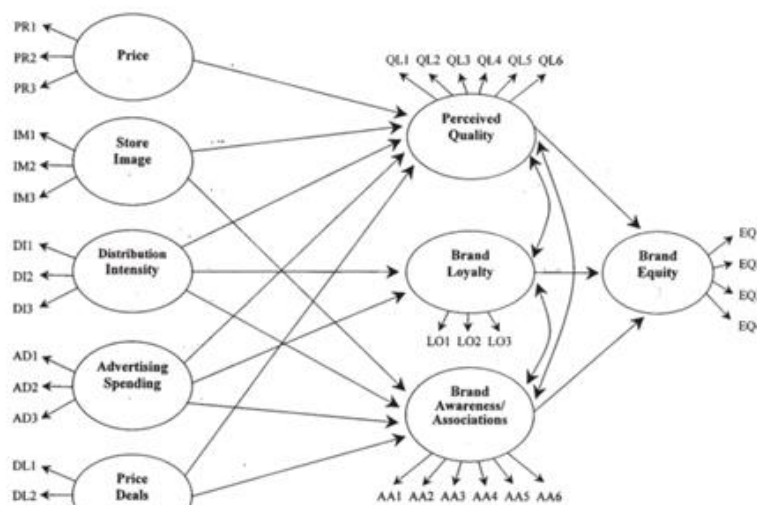 PR1
PR2
PR3
Price
IM1
IM2
IM3
Store
Image
DI1
DI2
DI3
Distribution
Intensity
AD1
AD2
AD3
Advertising
Spending
DL1
DL2
Price
Deals
QL1 QL2 QL3 QL4 QL5 QL6
Perceived
Quality
Brand
Loyalty
LO1 LO2 LO3
Brand
Awareness/
Associations
AA1 AA2 AA3 AA4 AA5 AA6
Brand
Equity
EQ
EQ
EQ
EQ